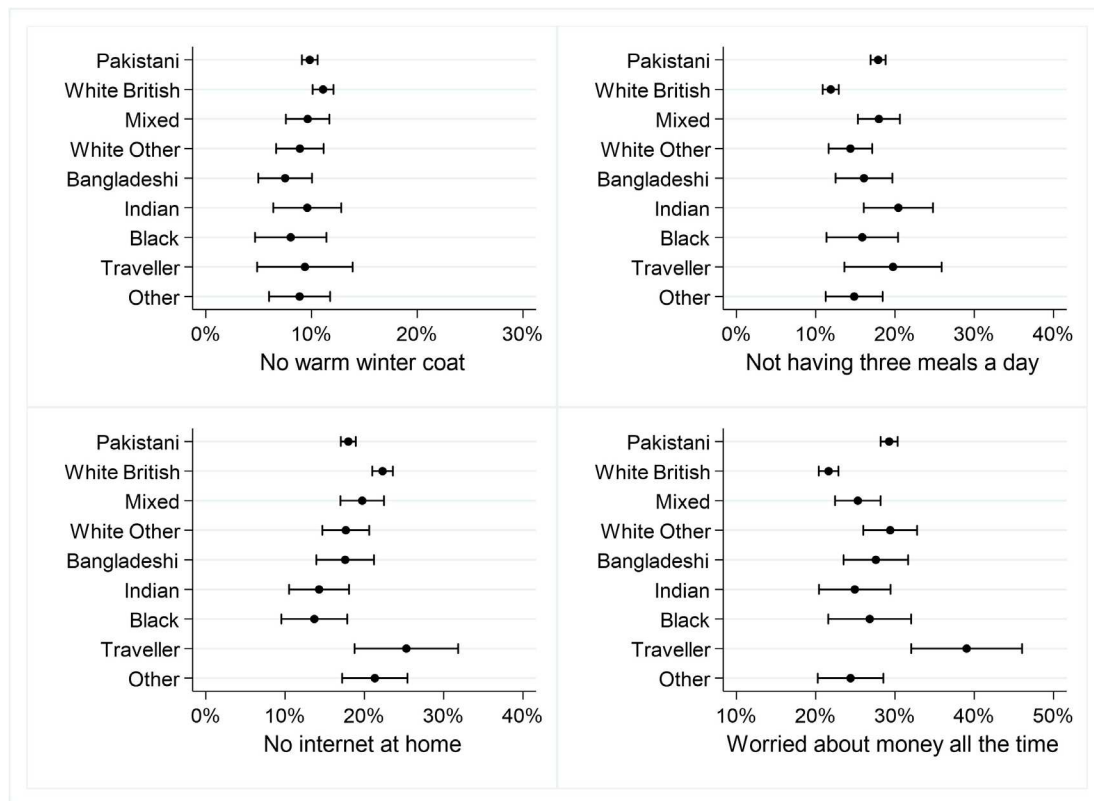 Pakistani
White British
Mixed
White Other
Bangladeshi
Indian
Black
Traveller
Other
0% 10% 20% 30%
No warm winter coat
Pakistani
White British
Mixed
White Other
Bangladeshi
Indian
Black
Traveller
Other
0% 10% 20% 30% 40%
Not having three meals a day
Pakistani
White British
Mixed
White Other
Bangladeshi
Indian
Black
Traveller
Other
0% 10% 20% 30% 40%
No internet at home
Pakistani
White British
Mixed
White Other
Bangladeshi
Indian
Black
Traveller
Other
10% 20% 30% 40% 50%
Worried about money all the time